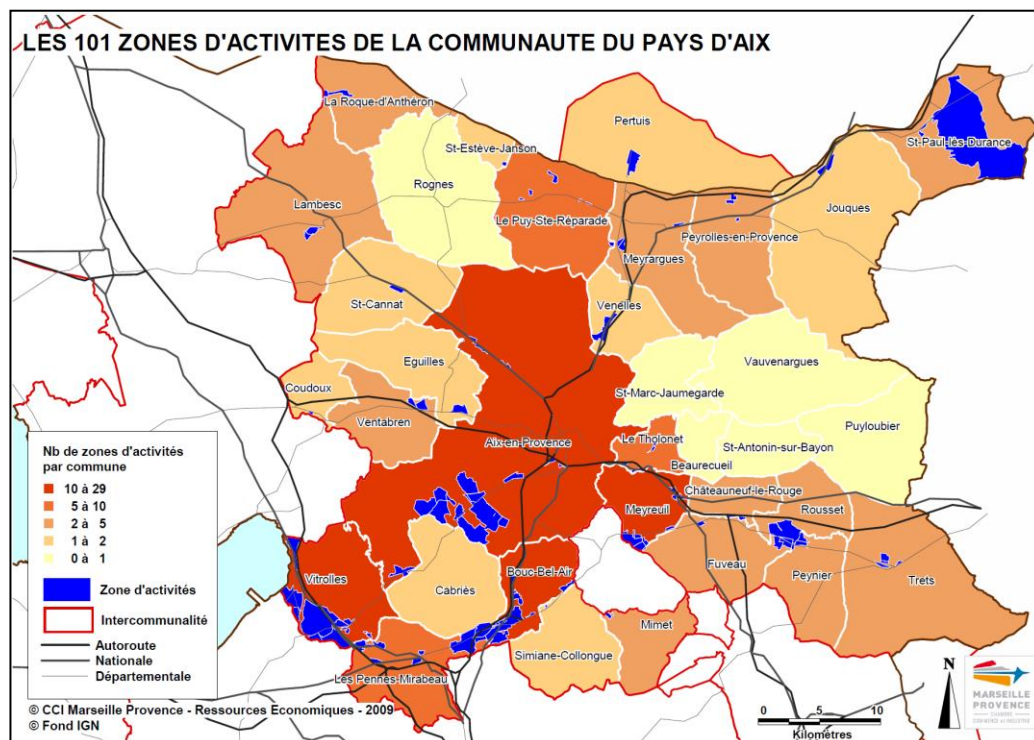 LES 101 ZONES D'ACTIVITES DE LA COMMUNAUTE DU PAYS D'AIX
La Roque-d'Anthéron
Pertuis
St-Paul-lès-Durance
St-Estève-Janson
Rognes
Lambesc
Le Puy-Ste-Réparade
Jouques
Peyrolles-en-Provence
Meyrargues
St-Cannat
Venelles
Eguilles
Vauvenargues
Coudoux
St-Marc-Jaumegarde
Ventabren
Puyloubier
Aix-en-Provence
Le Tholonet
St-Antonin-sur-Bayon
Beaurecueil
Châteauneuf-le-Rouge
Meyreuil
Rousset
Fuveau
Bouc-Bel-Air
Vitrolles
Peynier
Trets
Cabriès
Mimet
Simiane-Collongue
Les Pennes-Mirabeau
Nb de zones d'activités
par commune
10 à 29
5 à 10
2 à 5
1 à 2
0 à 1
Zone d'activités
Intercommunalité
Autoroute
Nationale
Départementale
© CCI Marseille Provence - Ressources Economiques - 2009
© Fond IGN
0 5 10
Kilomètres
N
MARSEILLE
PROVENCE
CHAMBRE
COMMERCE et INDUSTRIE